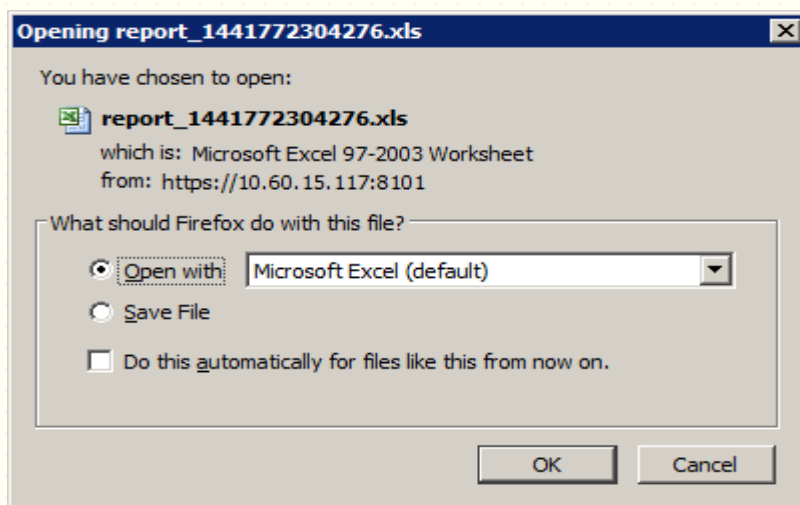 Opening report_1441772304276.xls
You have chosen to open:
report_1441772304276.xls
which is: Microsoft Excel 97-2003 Worksheet
from: https://10.60.15.117:8101
What should Firefox do with this file?
Open with Microsoft Excel (default)
Save File
Do this automatically for files like this from now on.
OK Cancel